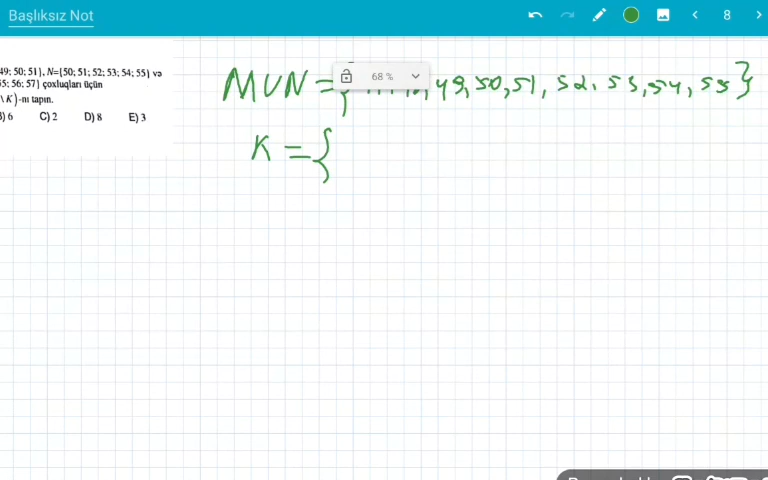 Başlıksız Not
8
49; 50; 51}, N={50; 51; 52; 53; 54; 55} və
55; 56; 57} çoxluqları üçün
\ K)-nı tapın.
6 C) 2 D) 8 E) 3
68 %
MUN = { 49, 50, 51, 52, 53, 54, 55 }
K = {